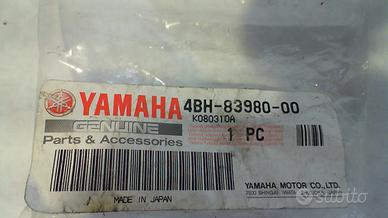 YAMAHA 4BH-83980-00
GENUINE K080310A
Parts & Accessories 1 PC
YAMAHA MOTOR CO.,LTD.
MADE IN JAPAN
subito